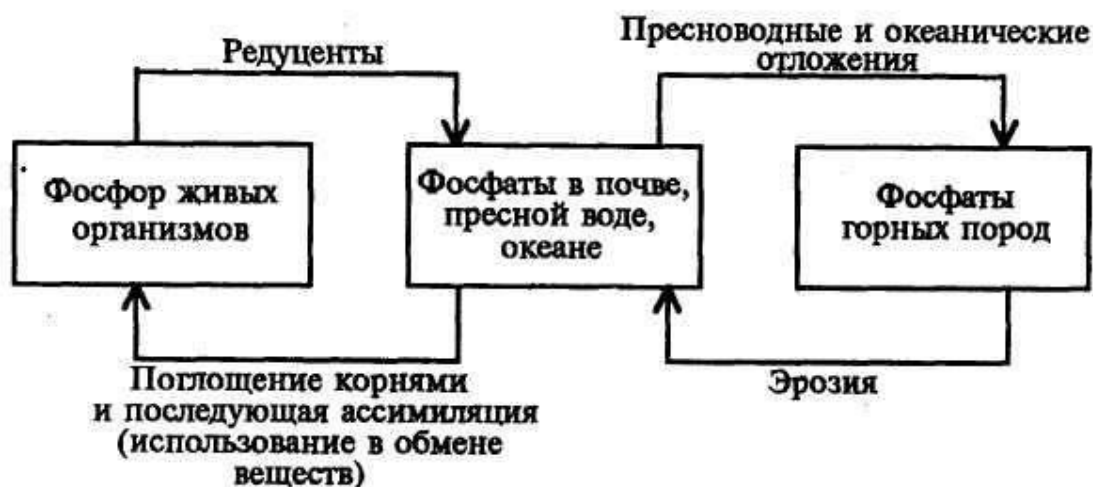 Редуценты
Пресноводные и океанические
отложения
Фосфор живых
организмов
Фосфаты в почве,
пресной воде,
океане
Фосфаты
горных пород
Поглощение корнями
и последующая ассимиляция
(использование в обмене
веществ)
Эрозия